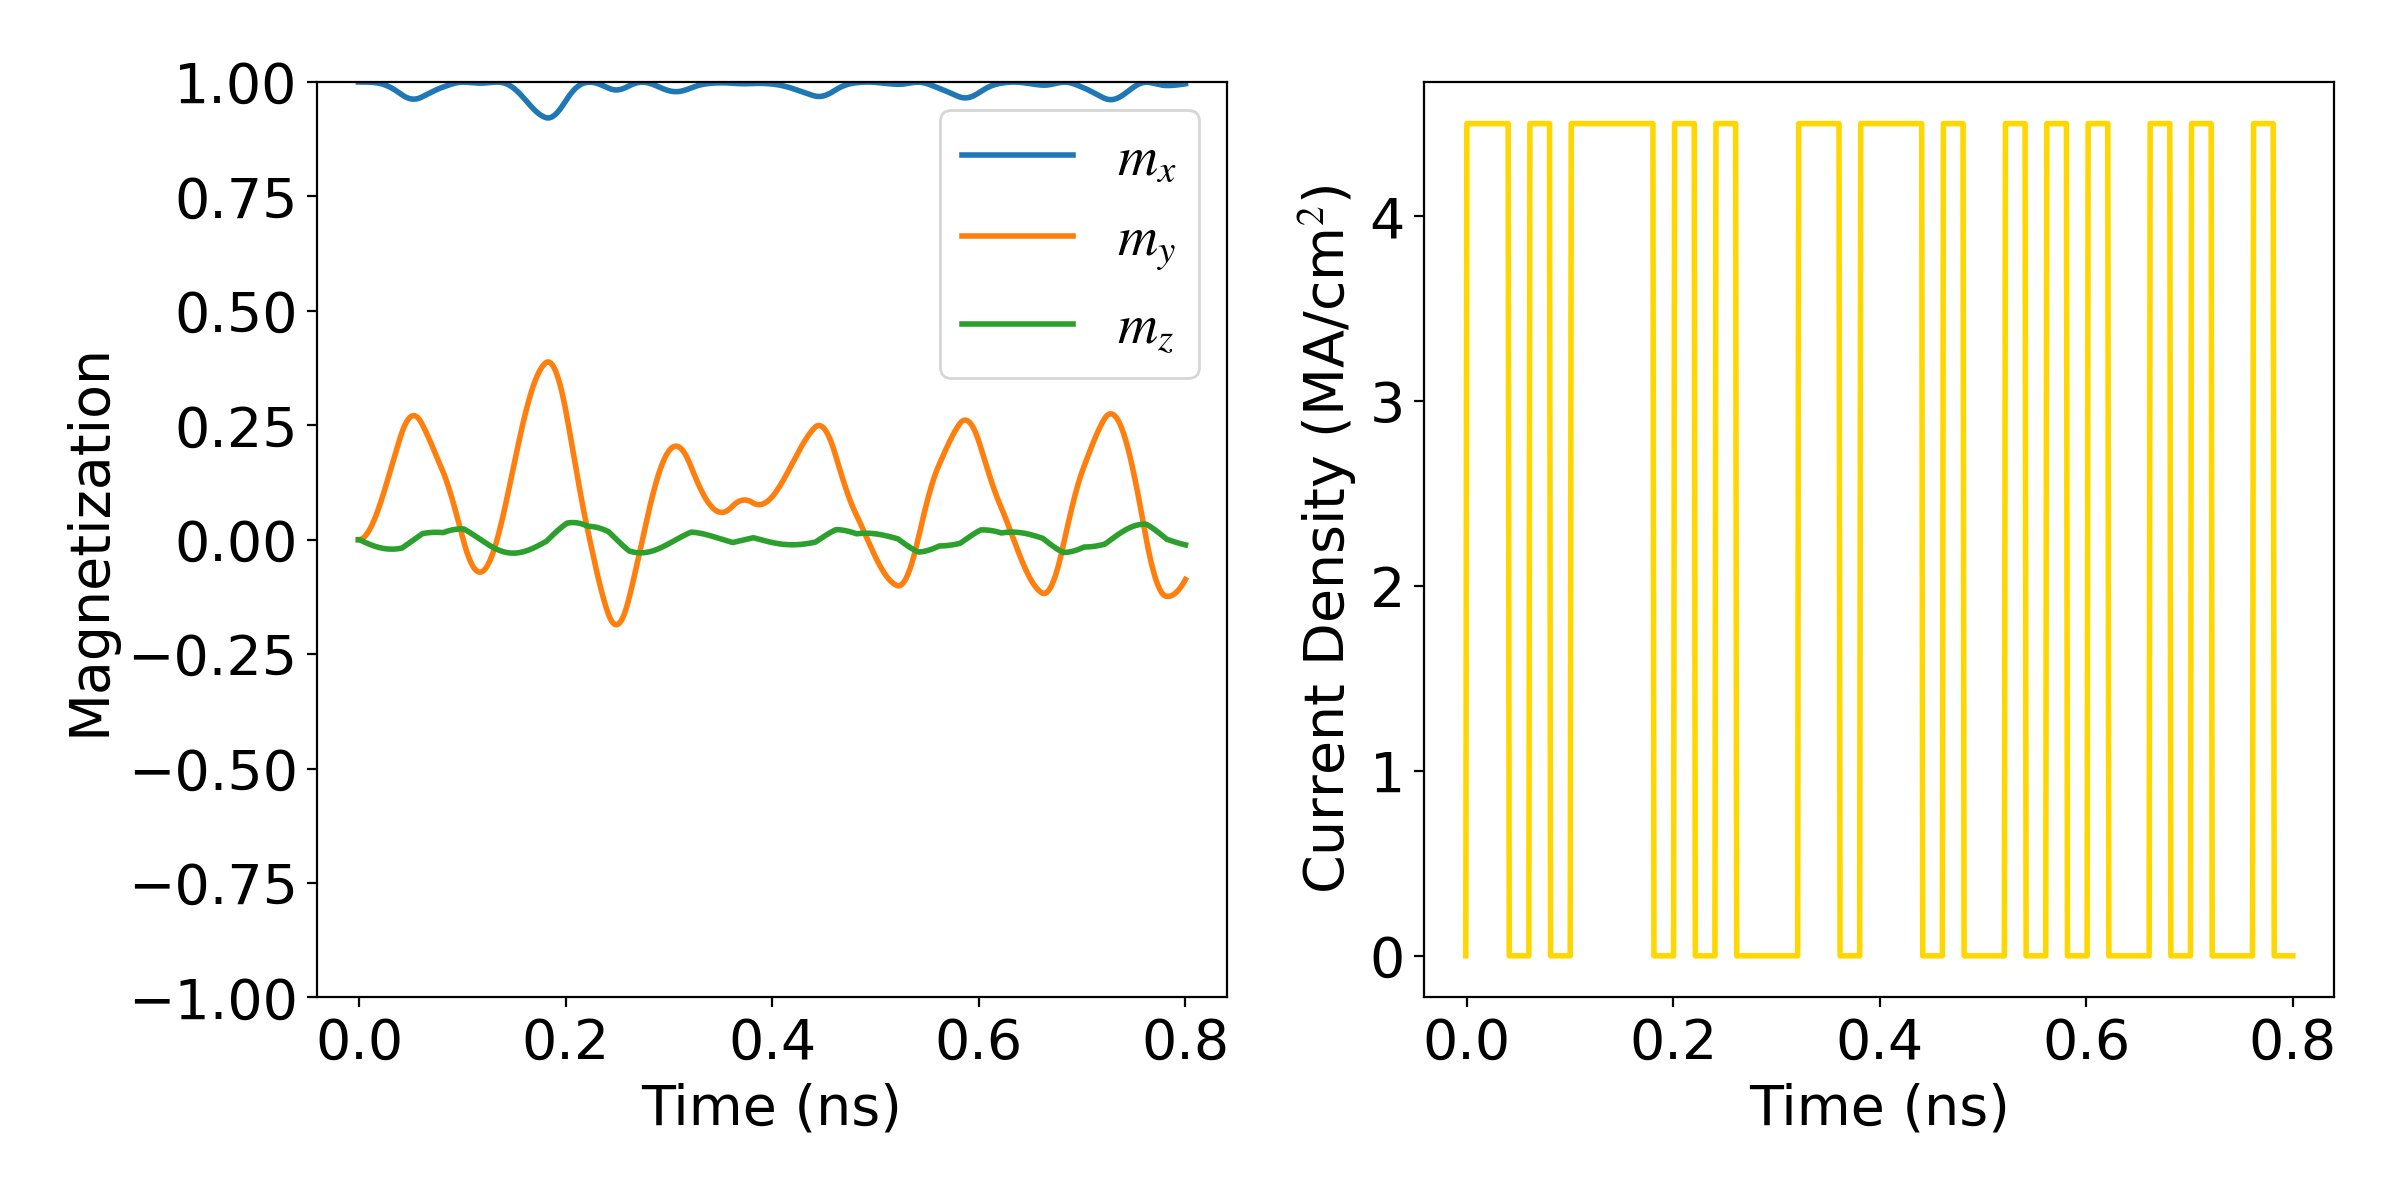 Magnetization
1.00
0.75
0.50
0.25
0.00
−0.25
−0.50
−0.75
−1.00
0.0 0.2 0.4 0.6 0.8
Time (ns)
mₓ
m_y
m_z
Current Density (MA/cm²)
4
3
2
1
0
0.0 0.2 0.4 0.6 0.8
Time (ns)